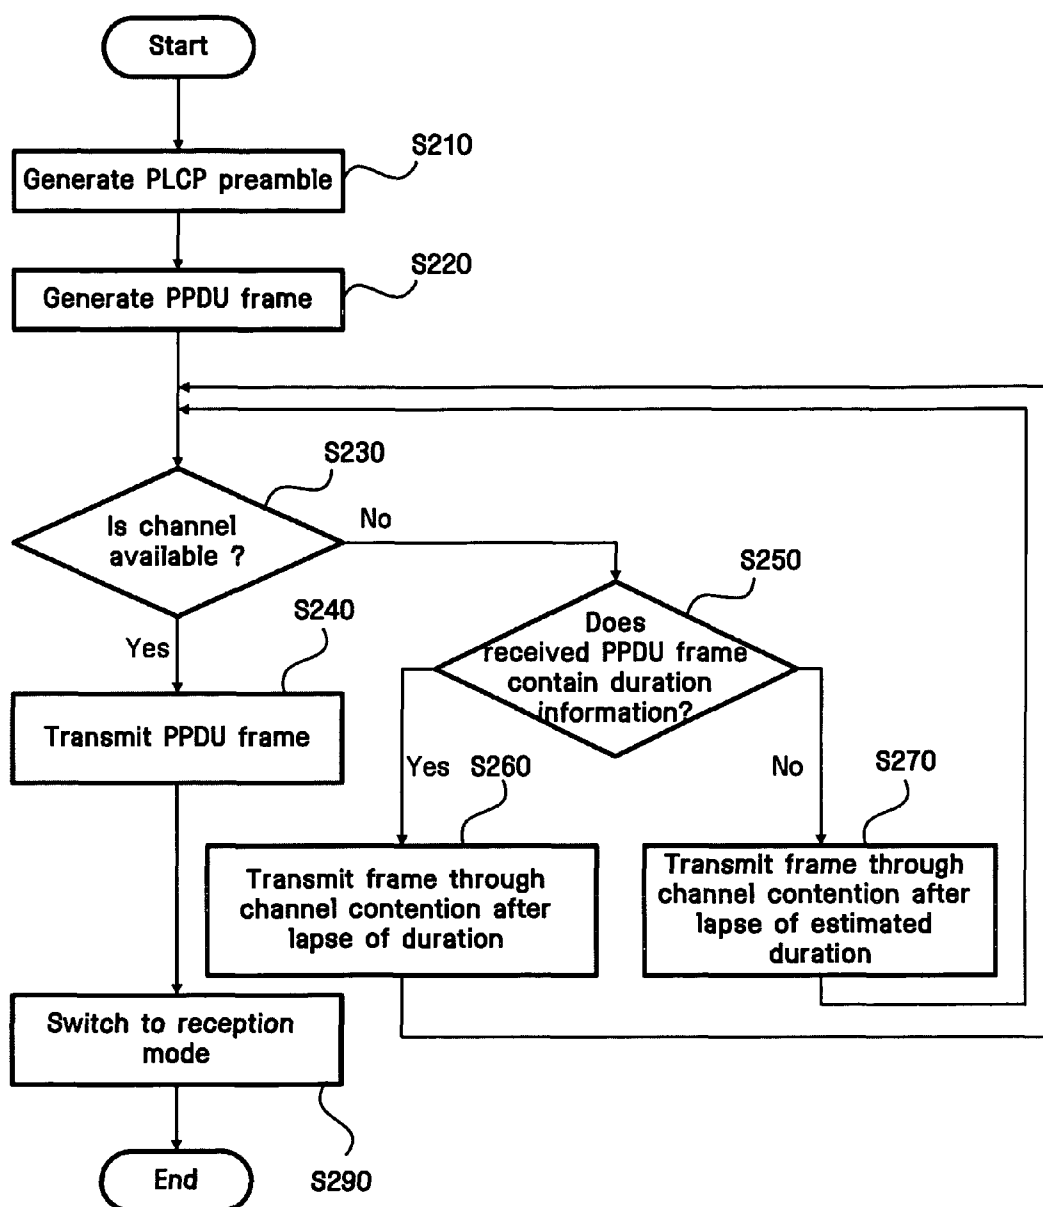 Start
S210
Generate PLCP preamble
S220
Generate PPDU frame
S230
Is channel
available ?
No
S250
Does
received PPDU frame
contain duration
information?
S240
Yes
Transmit PPDU frame
Yes
S260
No
S270
Transmit frame through
channel contention after
lapse of duration
Transmit frame through
channel contention after
lapse of estimated
duration
Switch to reception
mode
End
S290